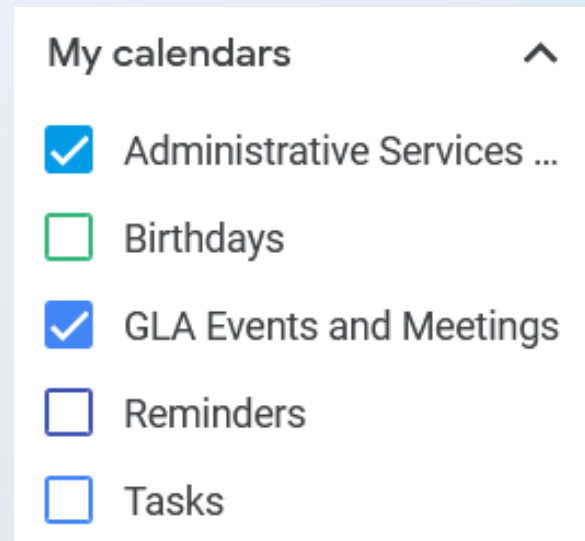 My calendars
Administrative Services ...
Birthdays
GLA Events and Meetings
Reminders
Tasks